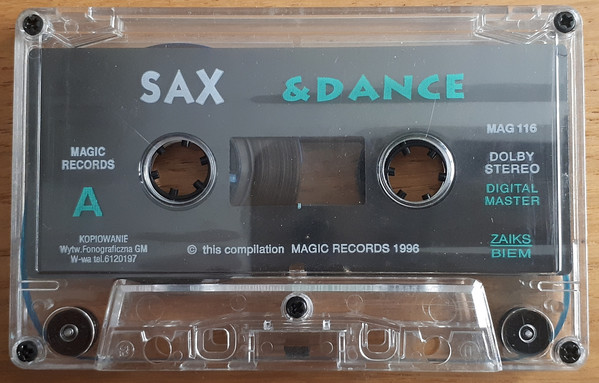 SAX &DANCE
MAG 116
MAGIC
RECORDS
DOLBY
STEREO
A
DIGITAL
MASTER
KOPIOWANIE
Wytw.Fonograficzna GM
W-wa tel.6120197
© this compilation MAGIC RECORDS 1996
ZAIKS
BIEM